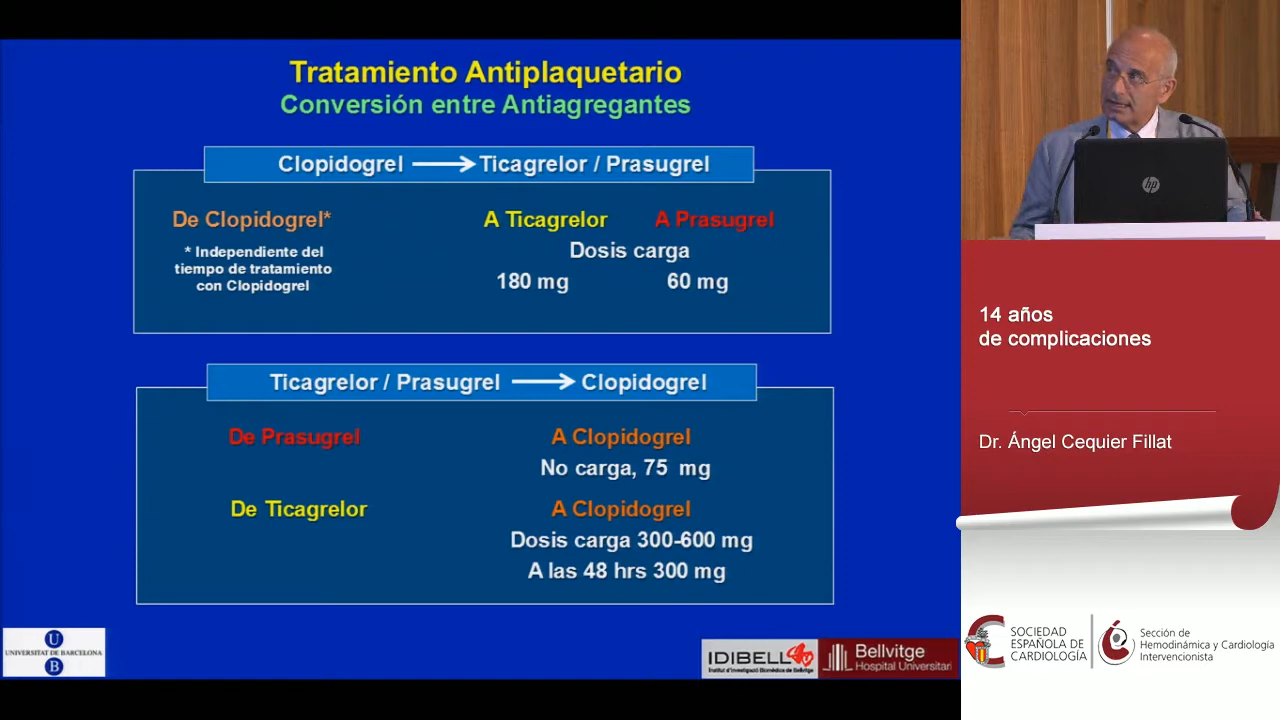 Tratamiento Antiplaquetario
Conversión entre Antiagregantes
Clopidogrel → Ticagrelor / Prasugrel
De Clopidogrel*
A Ticagrelor
A Prasugrel
* Independiente del
tiempo de tratamiento
con Clopidogrel
Dosis carga
180 mg
60 mg
Ticagrelor / Prasugrel → Clopidogrel
De Prasugrel
A Clopidogrel
No carga, 75 mg
De Ticagrelor
A Clopidogrel
Dosis carga 300-600 mg
A las 48 hrs 300 mg
U
UNIVERSITAT DE BARCELONA
B
IDIBELL
Institut d'Investigació Biomèdica de Bellvitge
Bellvitge
Hospital Universitari
hp
14 años
de complicaciones
Dr. Ángel Cequier Fillat
SOCIEDAD
ESPAÑOLA DE
CARDIOLOGÍA
Sección de
Hemodinámica y Cardiología
Intervencionista